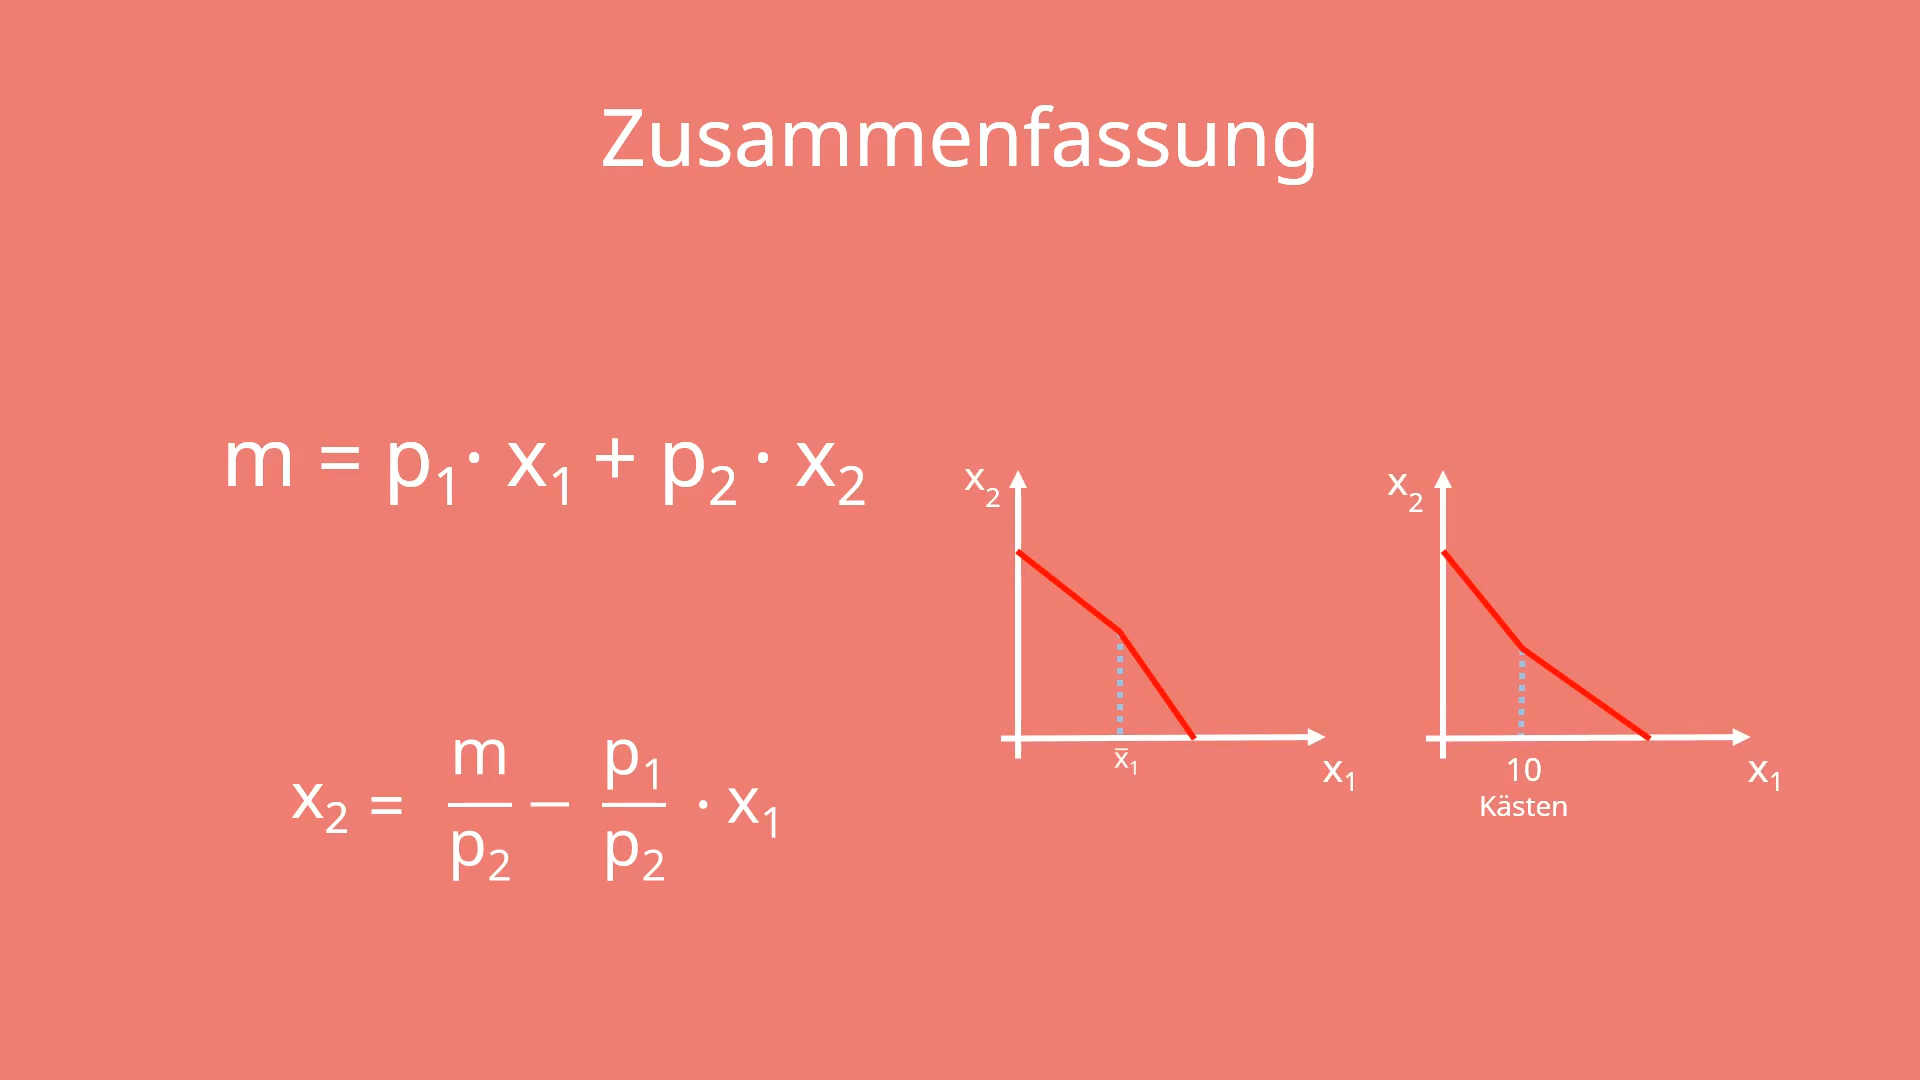 Zusammenfassung
m = p₁ · x₁ + p₂ · x₂
x₂ = m/p₂ − p₁/p₂ · x₁
x₂
x̅₁
x₁
x₂
10
Kästen
x₁